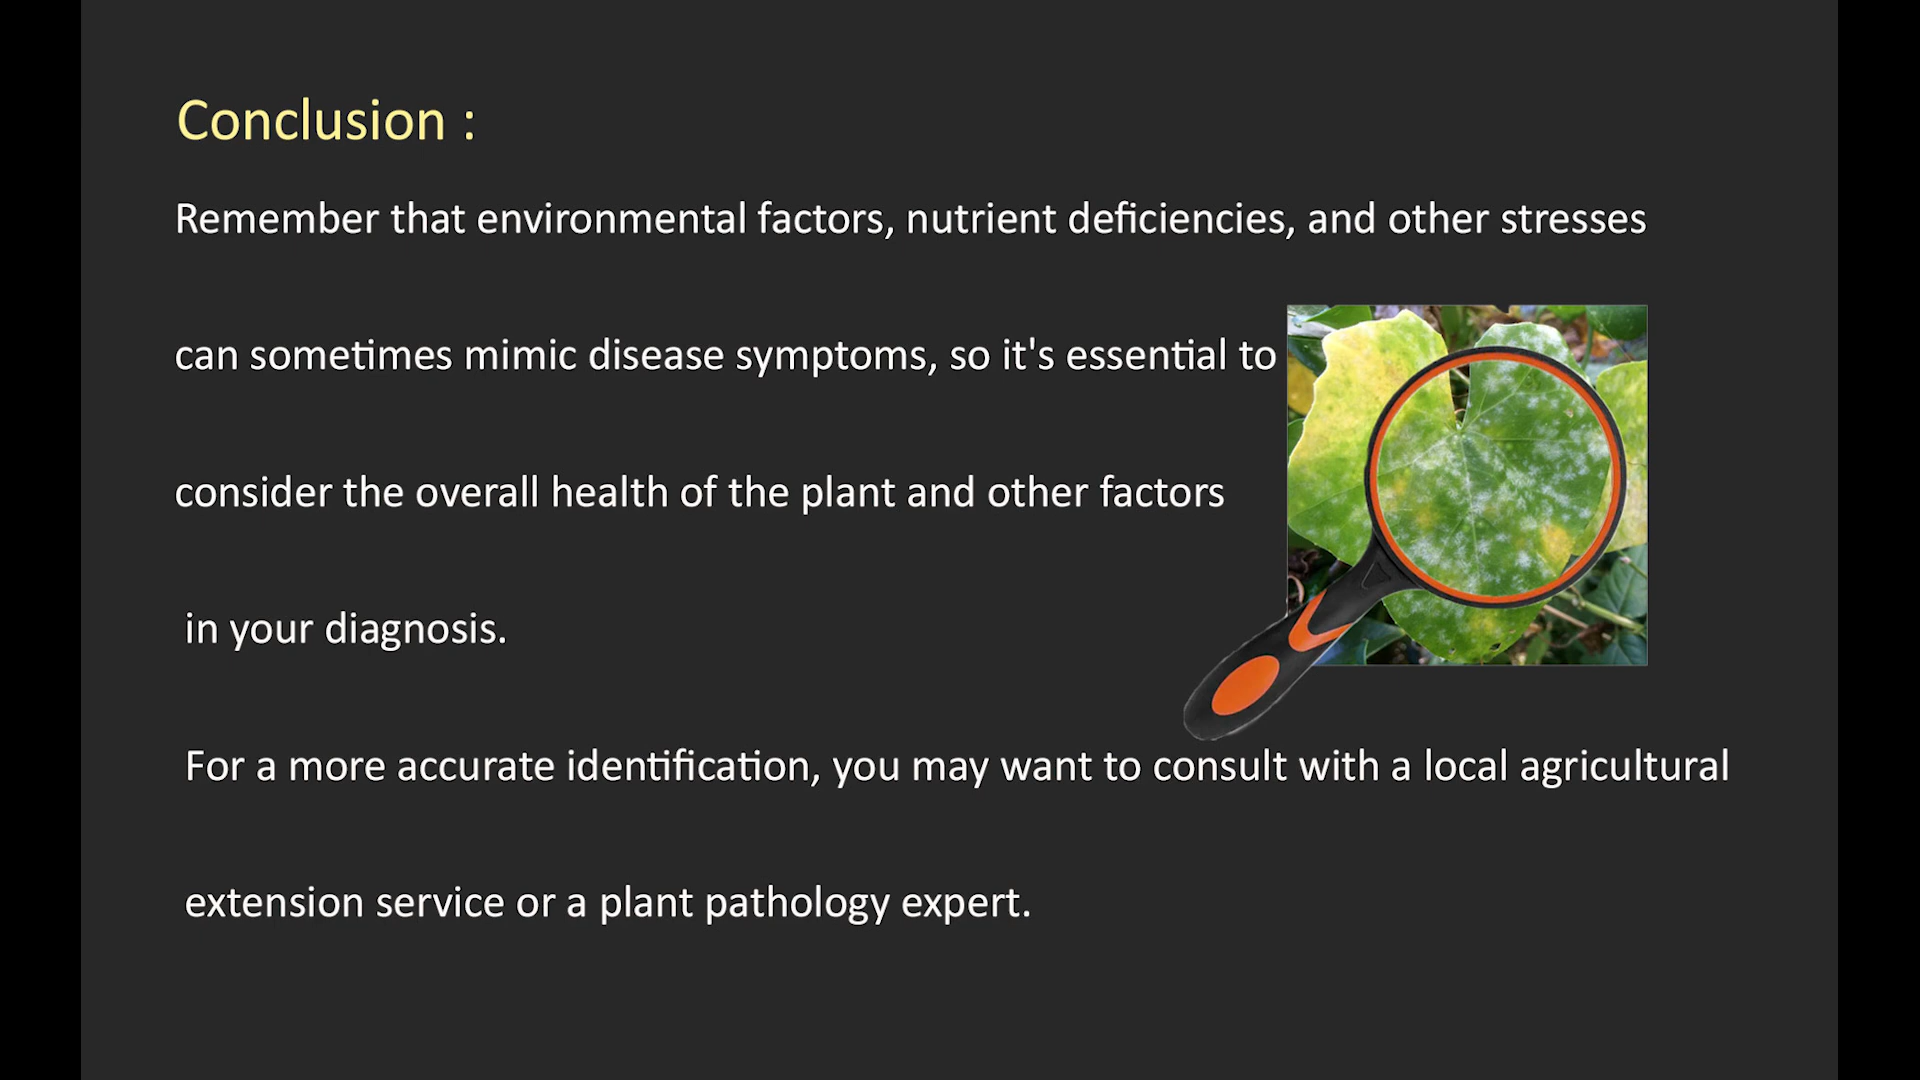 Conclusion :
Remember that environmental factors, nutrient deficiencies, and other stresses
can sometimes mimic disease symptoms, so it's essential to
consider the overall health of the plant and other factors
in your diagnosis.
For a more accurate identification, you may want to consult with a local agricultural
extension service or a plant pathology expert.